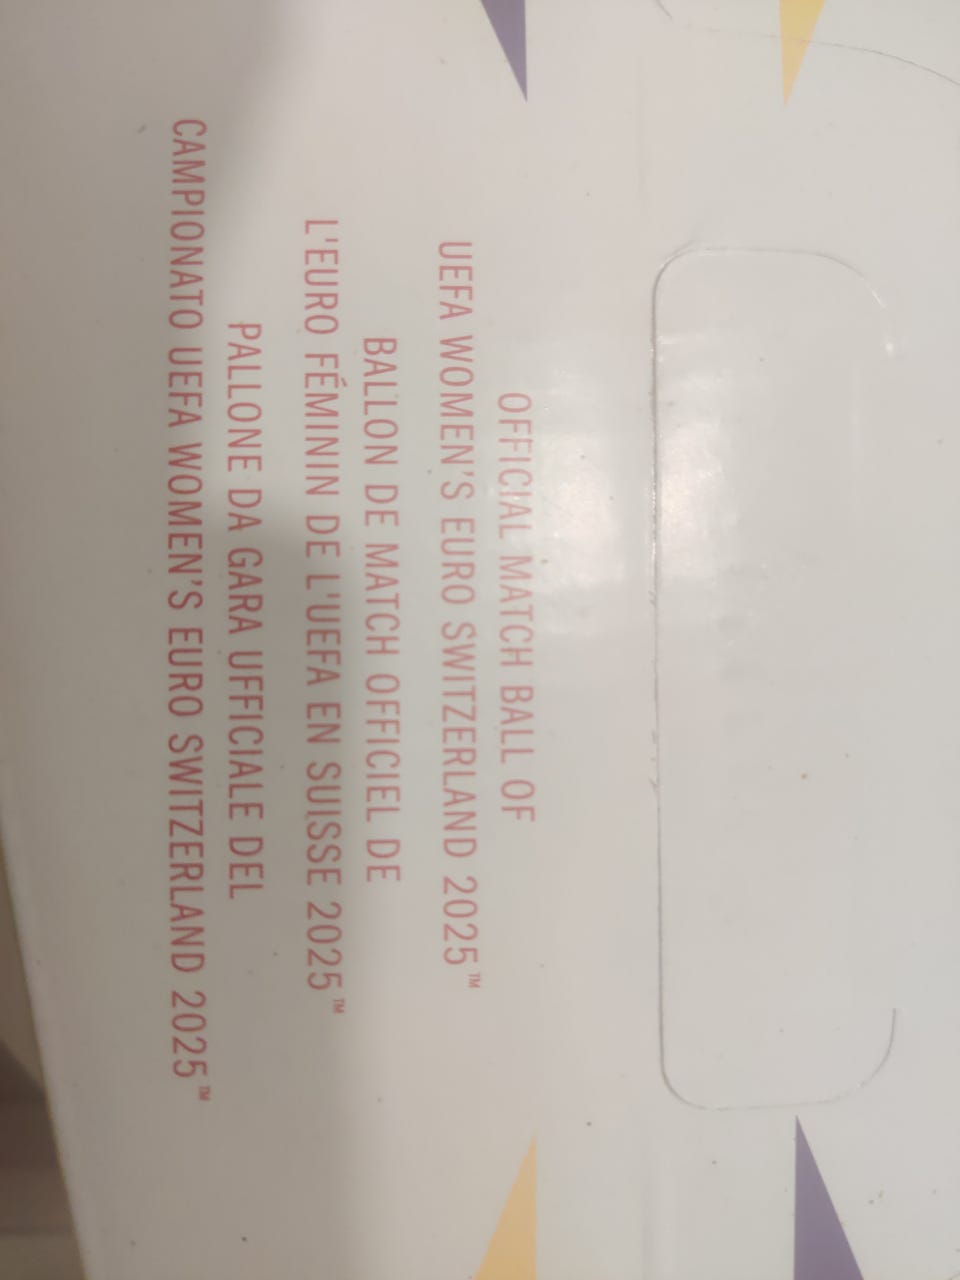 OFFICIAL MATCH BALL OF
UEFA WOMEN'S EURO SWITZERLAND 2025™
BALLON DE MATCH OFFICIEL DE
L'EURO FÉMININ DE L'UEFA EN SUISSE 2025™
PALLONE DA GARA UFFICIALE DEL
CAMPIONATO UEFA WOMEN'S EURO SWITZERLAND 2025™